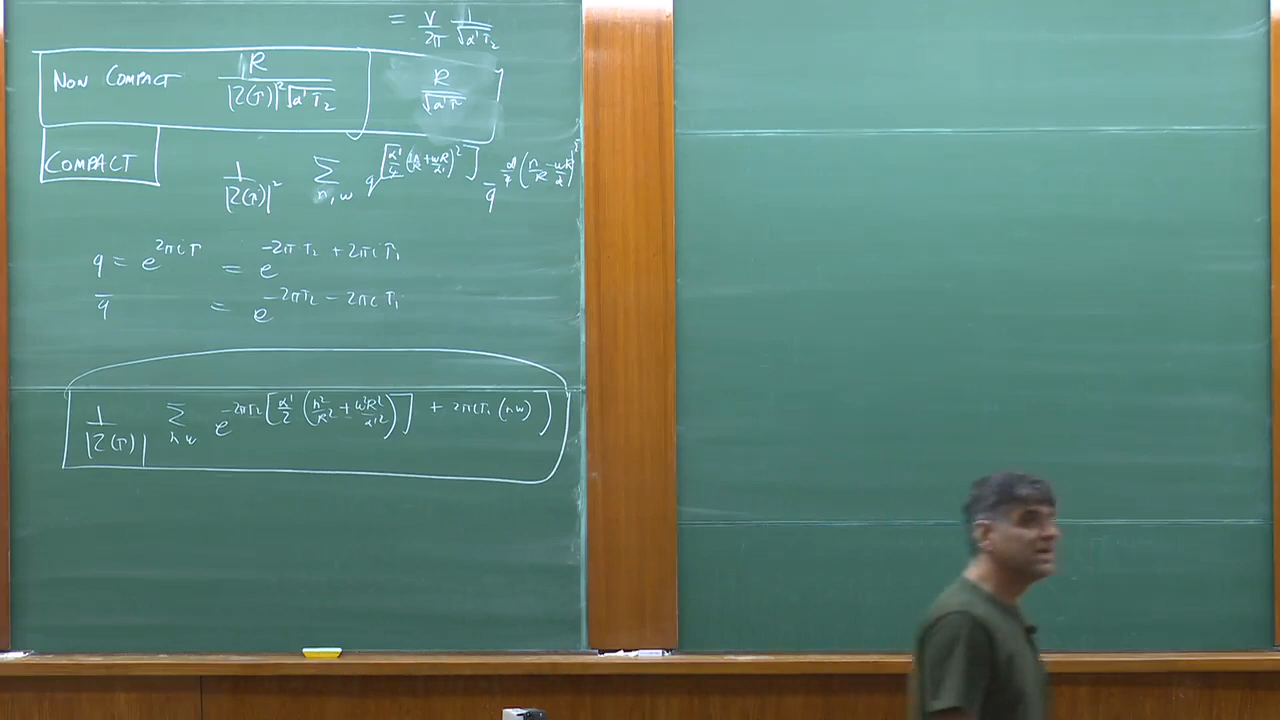 = V/2π 1/√α'τ₂
NON COMPACT R/|η(τ)|²√α'τ₂ R/√α'τ
COMPACT 1/|η(τ)|² Σ_{n,w} q^{[α'/4 (n/R + wR/α')²]} q̄^{α'/4 (n/R - wR/α')²}
q = e^{2πiτ} = e^{-2πτ₂ + 2πiτ₁}
q̄ = e^{-2πτ₂ - 2πiτ₁}
1/|η(τ)| Σ_{n,w} e^{-2πτ₂[α'/2 (n²/R² + w²R²/α'²)] + 2πiτ₁(nw))}